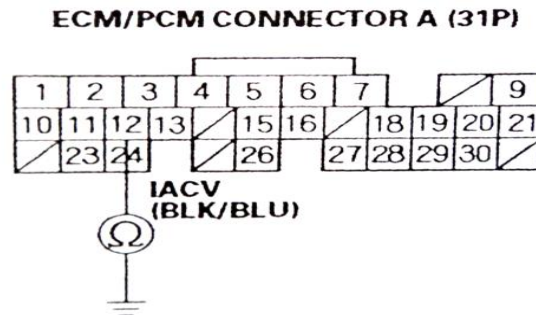 ECM/PCM CONNECTOR A (31P)
1 2 3 4 5 6 7 9
10 11 12 13 15 16 18 19 20 21
23 24 26 27 28 29 30
IACV
(BLK/BLU)
Ω